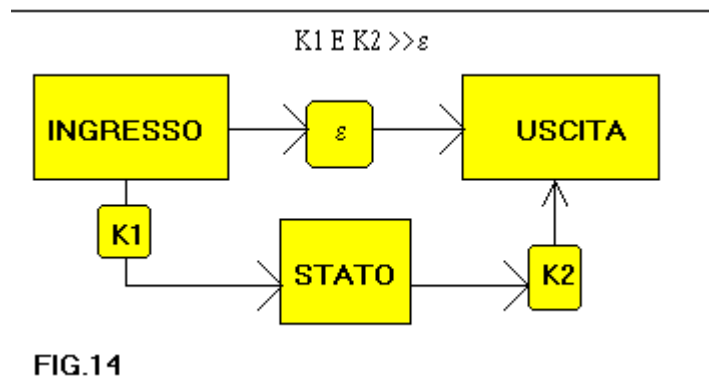 K1 E K2 >>ε
INGRESSO
ε
USCITA
K1
STATO
K2
FIG.14